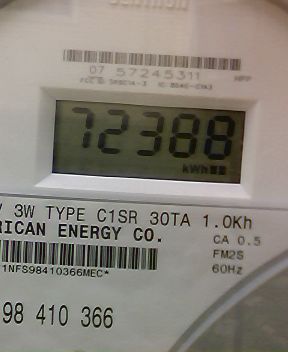 CENTRON
07 57245311
72388
kWh
V 3W TYPE C1SR 30TA 1.0Kh
RICAN ENERGY CO.
CA 0.5
FM2S
60Hz
1NFS98410366MEC*
98 410 366